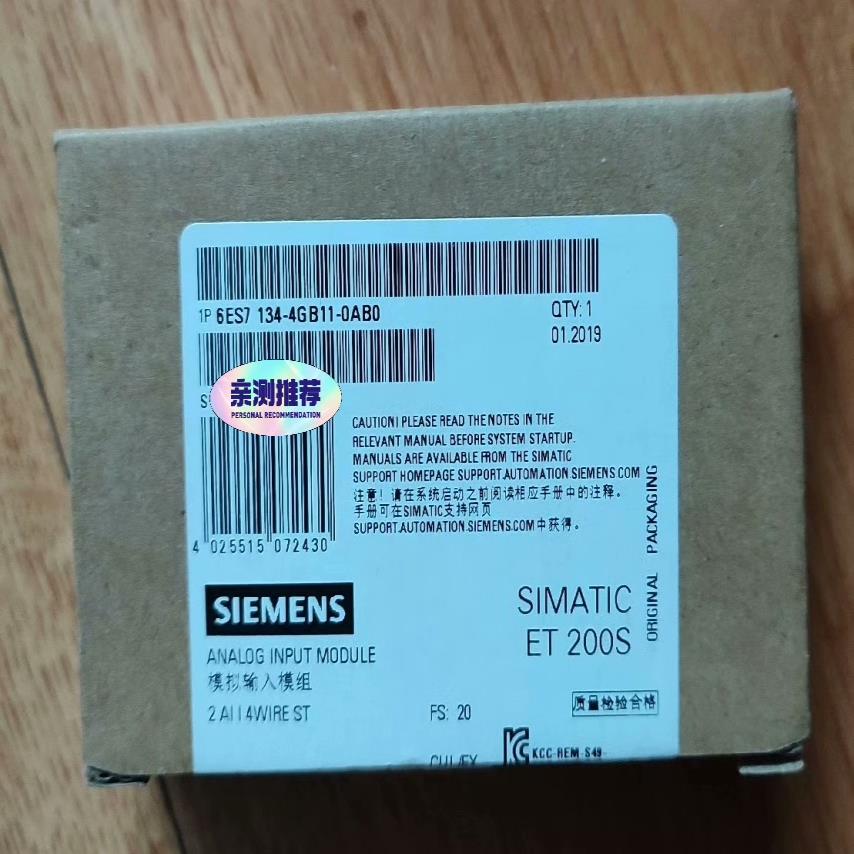 1P 6ES7 134-4GB11-0AB0
QTY: 1
01.2019
S
亲测推荐
PERSONAL RECOMMENDATION
CAUTION! PLEASE READ THE NOTES IN THE
RELEVANT MANUAL BEFORE SYSTEM STARTUP.
MANUALS ARE AVAILABLE FROM THE SIMATIC
SUPPORT HOMEPAGE SUPPORT.AUTOMATION.SIEMENS.COM
注意！请在系统启动之前阅读相应手册中的注释。
手册可在SIMATIC支持网页
SUPPORT.AUTOMATION.SIEMENS.COM中获得。
4 025515 072430
ORIGINAL PACKAGING
SIEMENS
SIMATIC
ET 200S
ANALOG INPUT MODULE
模拟输入模组
2 AI I 4WIRE ST
FS: 20
质量检验合格
KCC-REM-S49-